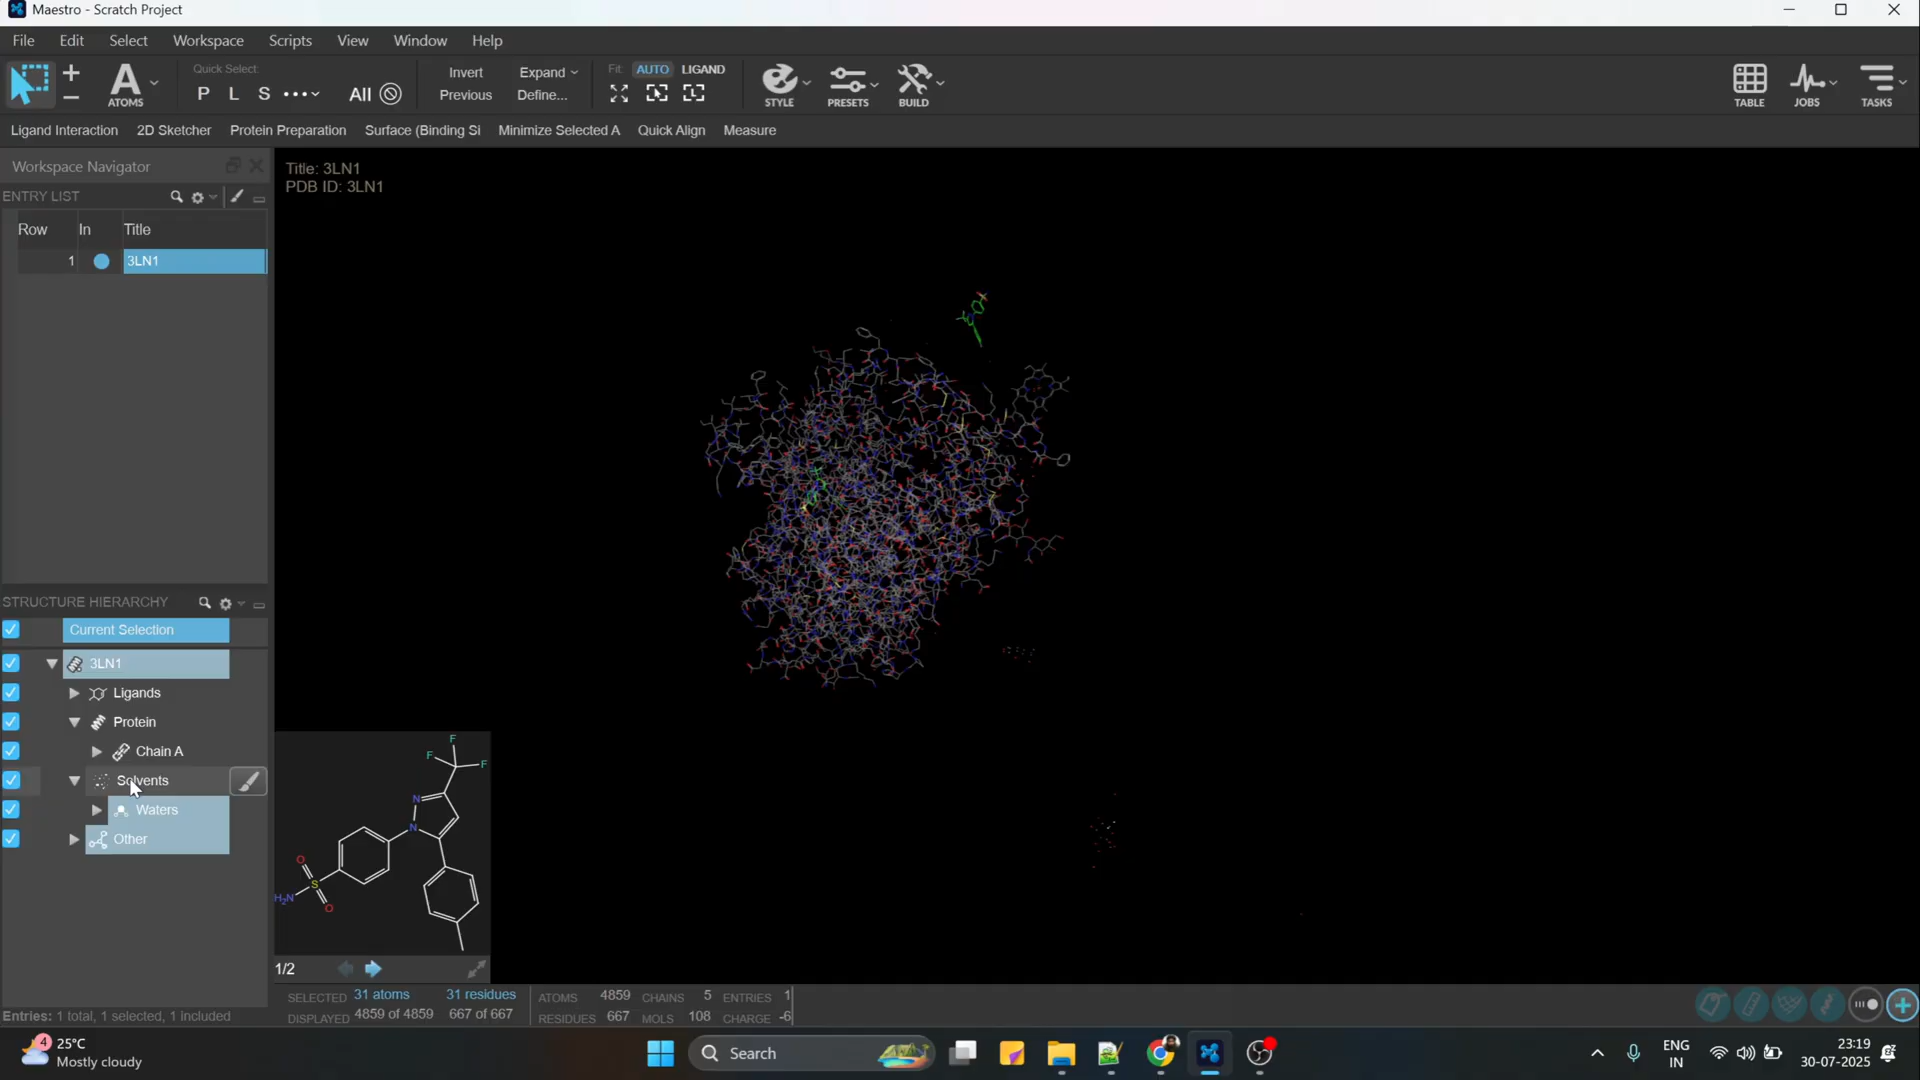 Maestro - Scratch Project
File Edit Select Workspace Scripts View Window Help
Quick Select:
ATOMS
P L S All
Invert
Previous
Expand
Define...
Fit: AUTO LIGAND
STYLE PRESETS BUILD
TABLE JOBS TASKS
Ligand Interaction 2D Sketcher Protein Preparation Surface (Binding Si Minimize Selected A Quick Align Measure
Workspace Navigator
ENTRY LIST
Row In Title
1 3LN1
Title: 3LN1
PDB ID: 3LN1
STRUCTURE HIERARCHY
Current Selection
3LN1
Ligands
Protein
Chain A
Solvents
Waters
Other
F
F F
N
N
O
S
H2N
O
1/2
SELECTED 31 atoms 31 residues ATOMS 4859 CHAINS 5 ENTRIES 1
DISPLAYED 4859 of 4859 667 of 667 RESIDUES 667 MOLS 108 CHARGE -6
Entries: 1 total, 1 selected, 1 included
4
25°C
Mostly cloudy
Search
ENG
IN
23:19
30-07-2025